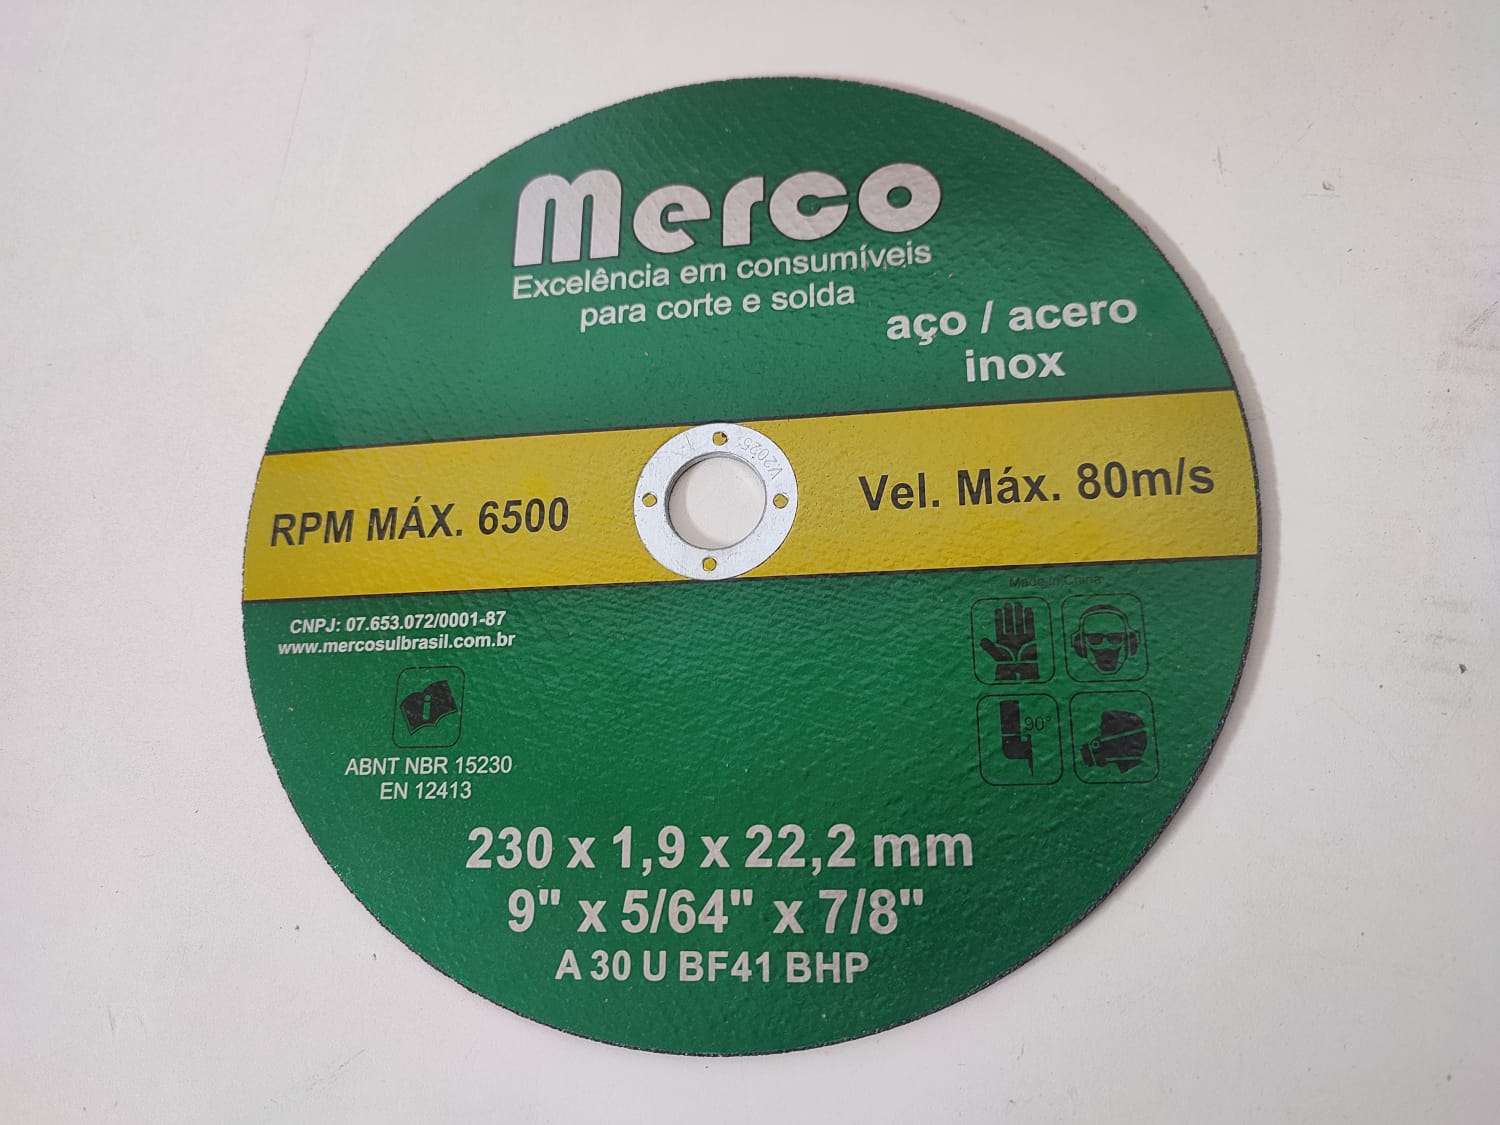 merco
Excelência em consumíveis
para corte e solda
aço / acero
inox
V2025
RPM MÁX. 6500
Vel. Máx. 80m/s
Made in China
CNPJ: 07.653.072/0001-87
www.mercosulbrasil.com.br
i
90°
ABNT NBR 15230
EN 12413
230 x 1,9 x 22,2 mm
9" x 5/64" x 7/8"
A 30 U BF41 BHP